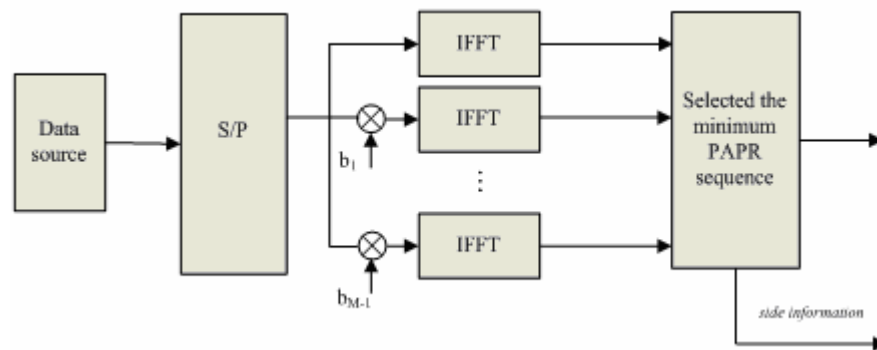 Data
source
S/P
IFFT
IFFT
IFFT
b1
bM-1
⋮
Selected the
minimum
PAPR
sequence
side information